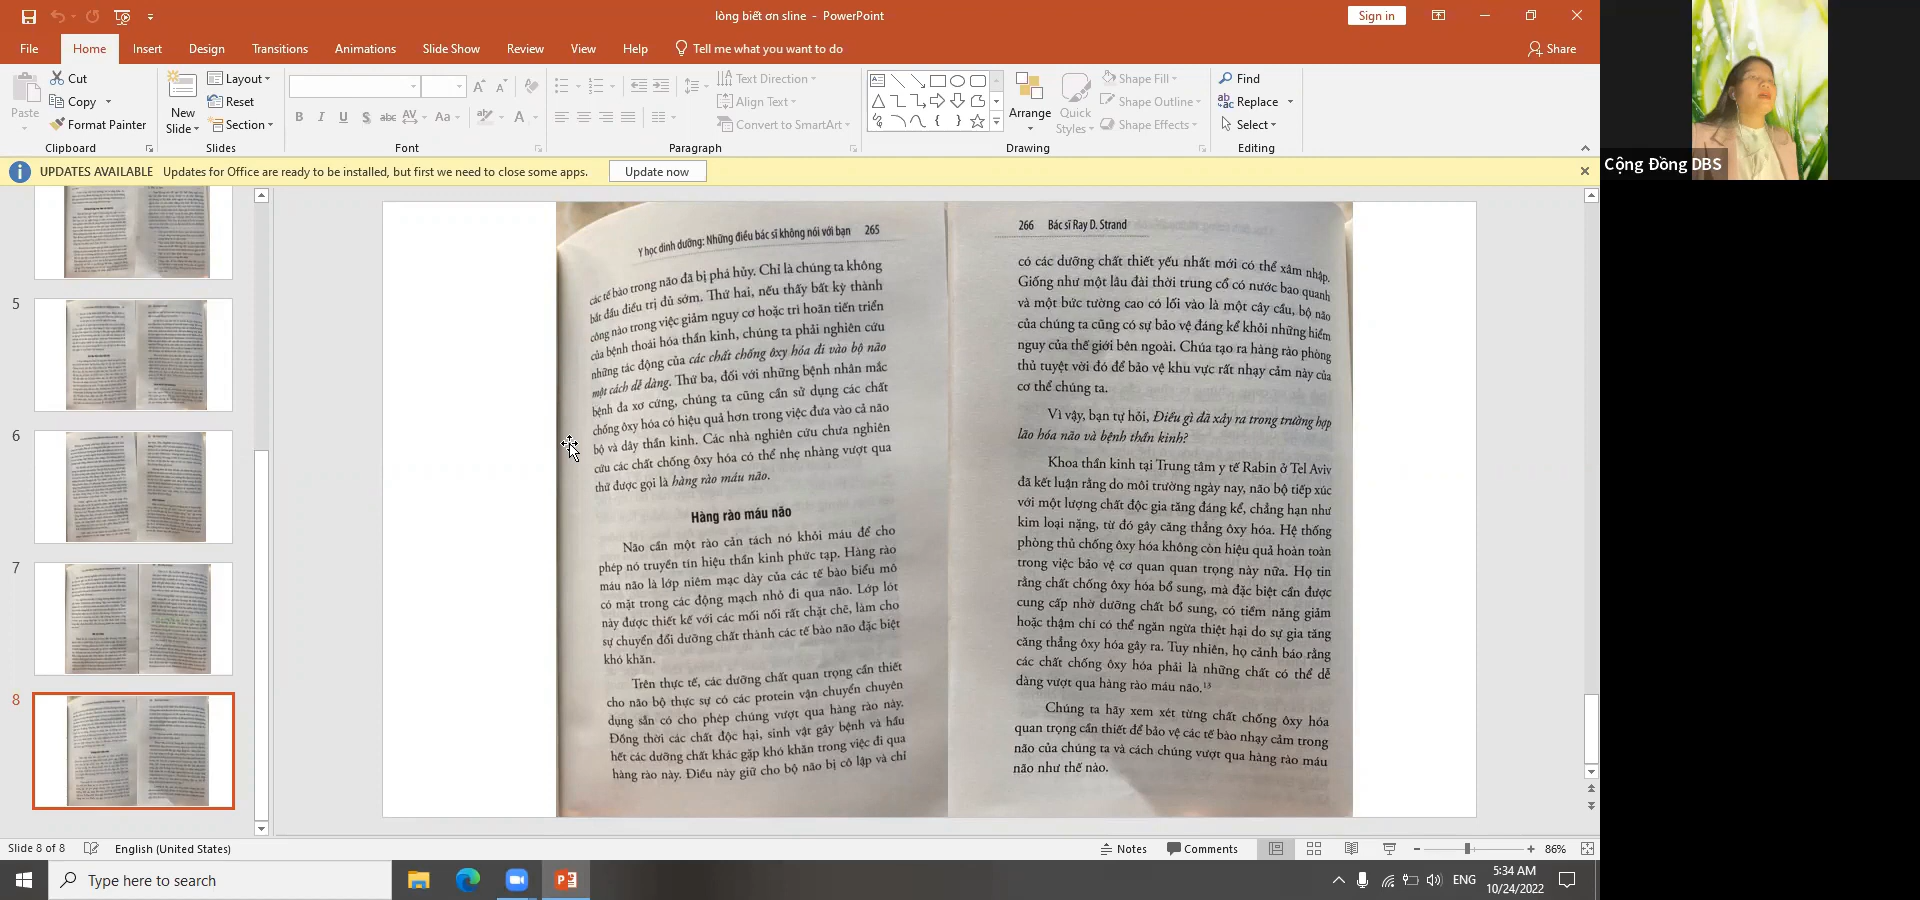 lòng biết ơn sline - PowerPoint
Sign in
File
Home
Insert
Design
Transitions
Animations
Slide Show
Review
View
Help
Tell me what you want to do
Share
Paste
Cut
Copy
Format Painter
Clipboard
New Slide
Layout
Reset
Section
Slides
Font
Text Direction
Align Text
Convert to SmartArt
Paragraph
Arrange
Quick Styles
Shape Fill
Shape Outline
Shape Effects
Drawing
Find
Replace
Select
Editing
UPDATES AVAILABLE Updates for Office are ready to be installed, but first we need to close some apps.
Update now
5
6
7
8
Y học dinh dưỡng: Những điều bác sĩ không nói với bạn 265
các tế bào trong não đã bị phá hủy. Chỉ là chúng ta không
bắt đầu điều trị đủ sớm. Thứ hai, nếu thấy bất kỳ thành
công nào trong việc giảm nguy cơ hoặc trì hoãn tiến triển
của bệnh thoái hóa thần kinh, chúng ta phải nghiên cứu
những tác động của các chất chống ôxy hóa đi vào bộ não
một cách dễ dàng. Thứ ba, đối với những bệnh nhân mắc
bệnh đa xơ cứng, chúng ta cũng cần sử dụng các chất
chống ôxy hóa có hiệu quả hơn trong việc đưa vào cả não
bộ và dây thần kinh. Các nhà nghiên cứu chưa nghiên
cứu các chất chống ôxy hóa có thể nhẹ nhàng vượt qua
thứ được gọi là hàng rào máu não.
Hàng rào máu não
Não cần một rào cản tách nó khỏi máu để cho
phép nó truyền tín hiệu thần kinh phức tạp. Hàng rào
máu não là lớp niêm mạc dày của các tế bào biểu mô
có mặt trong các động mạch nhỏ đi qua não. Lớp lót
này được thiết kế với các mối nối rất chặt chẽ, làm cho
sự chuyển đổi dưỡng chất thành các tế bào não đặc biệt
khó khăn.
Trên thực tế, các dưỡng chất quan trọng cần thiết
cho não bộ thực sự có các protein vận chuyển chuyên
dụng sẵn có cho phép chúng vượt qua hàng rào này.
Đồng thời các chất độc hại, sinh vật gây bệnh và hầu
hết các dưỡng chất khác gặp khó khăn trong việc đi qua
hàng rào này. Điều này giữ cho bộ não bị cô lập và chỉ
266 Bác sĩ Ray D. Strand
có các dưỡng chất thiết yếu nhất mới có thể xâm nhập.
Giống như một lâu đài thời trung cổ có nước bao quanh
và một bức tường cao có lối vào là một cây cầu, bộ não
của chúng ta cũng có sự bảo vệ đáng kể khỏi những hiểm
nguy của thế giới bên ngoài. Chúa tạo ra hàng rào phòng
thủ tuyệt vời đó để bảo vệ khu vực rất nhạy cảm này của
cơ thể chúng ta.
Vì vậy, bạn tự hỏi, Điều gì đã xảy ra trong trường hợp
lão hóa não và bệnh thần kinh?
Khoa thần kinh tại Trung tâm y tế Rabin ở Tel Aviv
đã kết luận rằng do môi trường ngày nay, não bộ tiếp xúc
với một lượng chất độc gia tăng đáng kể, chẳng hạn như
kim loại nặng, từ đó gây căng thẳng ôxy hóa. Hệ thống
phòng thủ chống ôxy hóa không còn hiệu quả hoàn toàn
trong việc bảo vệ cơ quan quan trọng này nữa. Họ tin
rằng chất chống ôxy hóa bổ sung, mà đặc biệt cần được
cung cấp nhờ dưỡng chất bổ sung, có tiềm năng giảm
hoặc thậm chí có thể ngăn ngừa thiệt hại do sự gia tăng
căng thẳng ôxy hóa gây ra. Tuy nhiên, họ cảnh báo rằng
các chất chống ôxy hóa phải là những chất có thể dễ
dàng vượt qua hàng rào máu não.¹³
Chúng ta hãy xem xét từng chất chống ôxy hóa
quan trọng cần thiết để bảo vệ các tế bào nhạy cảm trong
não của chúng ta và cách chúng vượt qua hàng rào máu
não như thế nào.
Cộng Đồng DBS
Slide 8 of 8
English (United States)
Notes
Comments
86%
Type here to search
ENG
5:34 AM
10/24/2022